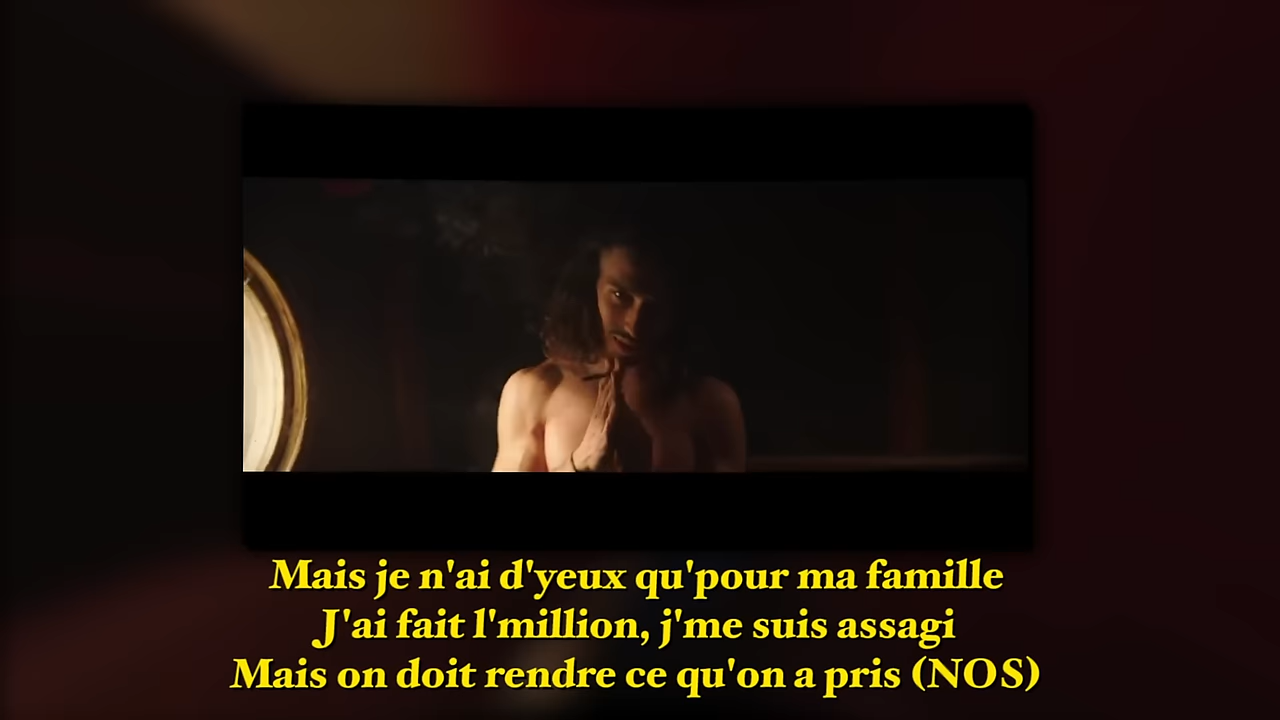 Mais je n'ai d'yeux qu'pour ma famille
J'ai fait l'million, j'me suis assagi
Mais on doit rendre ce qu'on a pris (NOS)